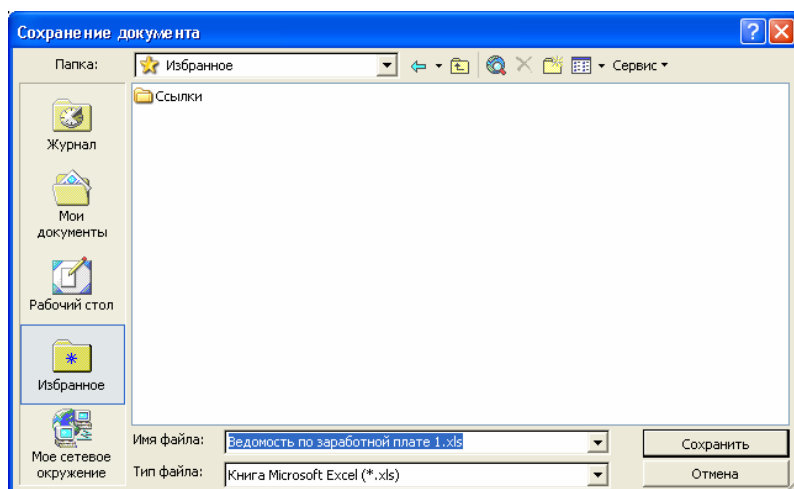 Сохранение документа
Папка:
Избранное
Сервис
Ссылки
Журнал
Мои
документы
Рабочий стол
Избранное
Мое сетевое
окружение
Имя файла:
Ведомость по заработной плате 1.xls
Сохранить
Тип файла:
Книга Microsoft Excel (*.xls)
Отмена